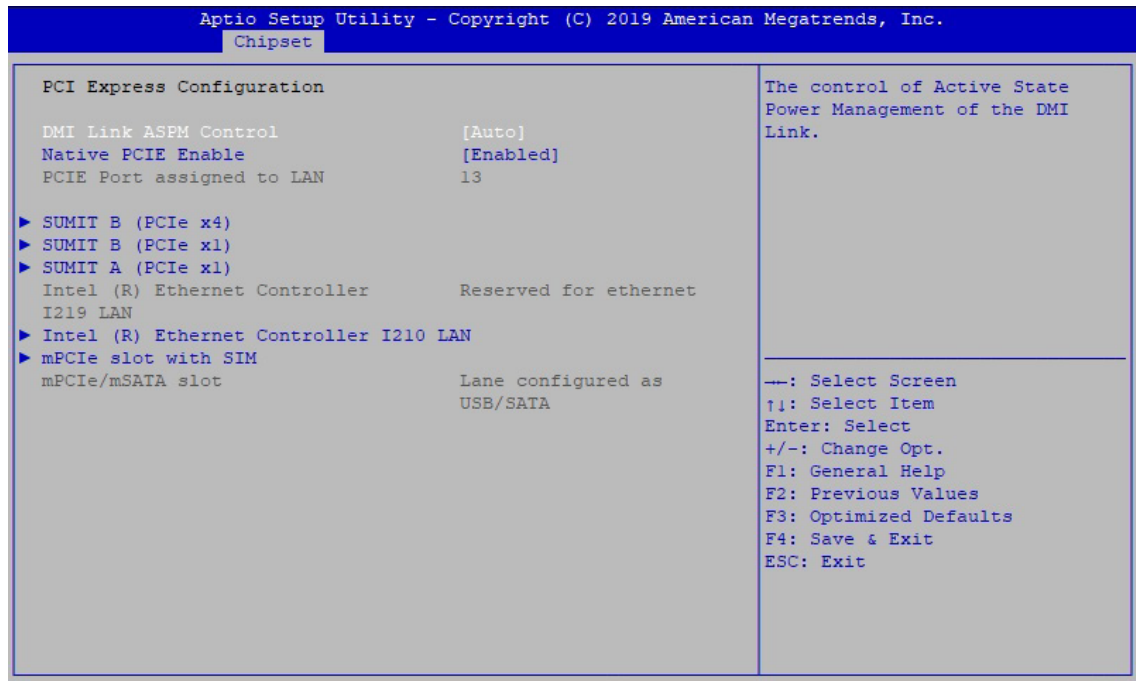 Aptio Setup Utility - Copyright (C) 2019 American Megatrends, Inc.
Chipset
PCI Express Configuration
DMI Link ASPM Control [Auto]
Native PCIE Enable [Enabled]
PCIE Port assigned to LAN 13
► SUMIT B (PCIe x4)
► SUMIT B (PCIe x1)
► SUMIT A (PCIe x1)
Intel (R) Ethernet Controller Reserved for ethernet
I219 LAN
► Intel (R) Ethernet Controller I210 LAN
► mPCIe slot with SIM
mPCIe/mSATA slot Lane configured as
USB/SATA
The control of Active State
Power Management of the DMI
Link.
→←: Select Screen
↑↓: Select Item
Enter: Select
+/-: Change Opt.
F1: General Help
F2: Previous Values
F3: Optimized Defaults
F4: Save & Exit
ESC: Exit